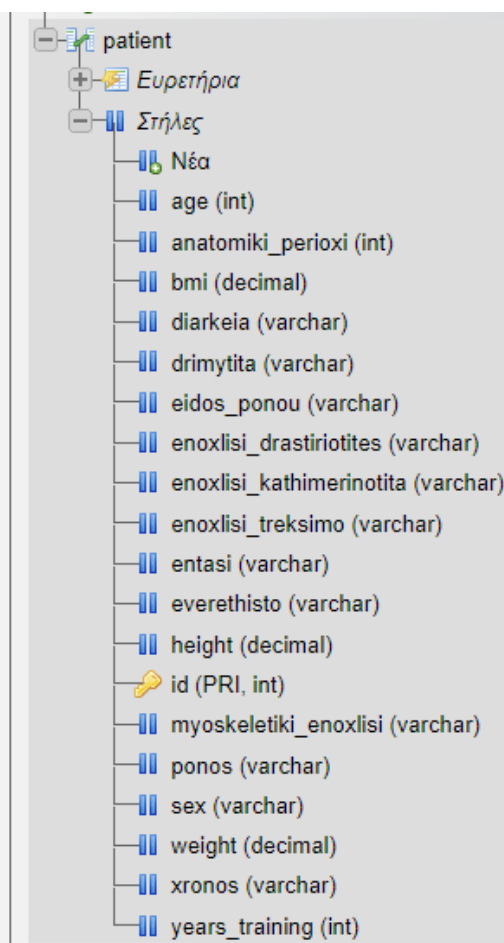 patient
Ευρετήρια
Στήλες
Νέα
age (int)
anatomiki_perioxi (int)
bmi (decimal)
diarkeia (varchar)
drimytita (varchar)
eidos_ponou (varchar)
enoxlisi_drastiriotites (varchar)
enoxlisi_kathimerinotita (varchar)
enoxlisi_treksimo (varchar)
entasi (varchar)
everethisto (varchar)
height (decimal)
id (PRI, int)
myoskeletiki_enoxlisi (varchar)
ponos (varchar)
sex (varchar)
weight (decimal)
xronos (varchar)
years_training (int)